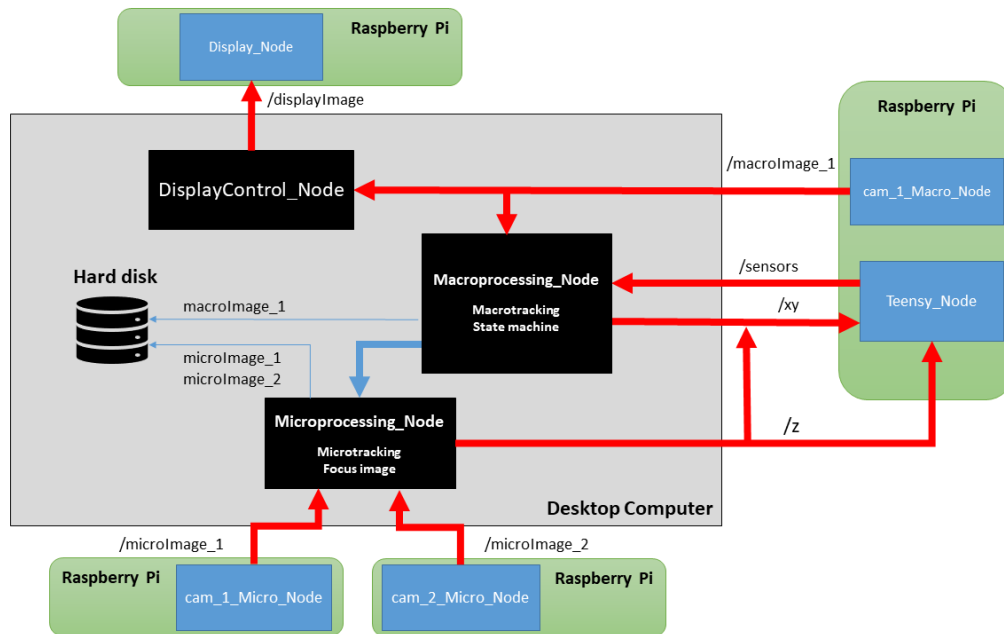 Raspberry Pi
Display_Node
/displayImage
Raspberry Pi
/macroImage_1
DisplayControl_Node
cam_1_Macro_Node
Macroprocessing_Node
Macrotracking
State machine
/sensors
Teensy_Node
/xy
Hard disk
macroImage_1
microImage_1
microImage_2
Microprocessing_Node
Microtracking
Focus image
/z
Desktop Computer
/microImage_1
/microImage_2
Raspberry Pi
cam_1_Micro_Node
Raspberry Pi
cam_2_Micro_Node